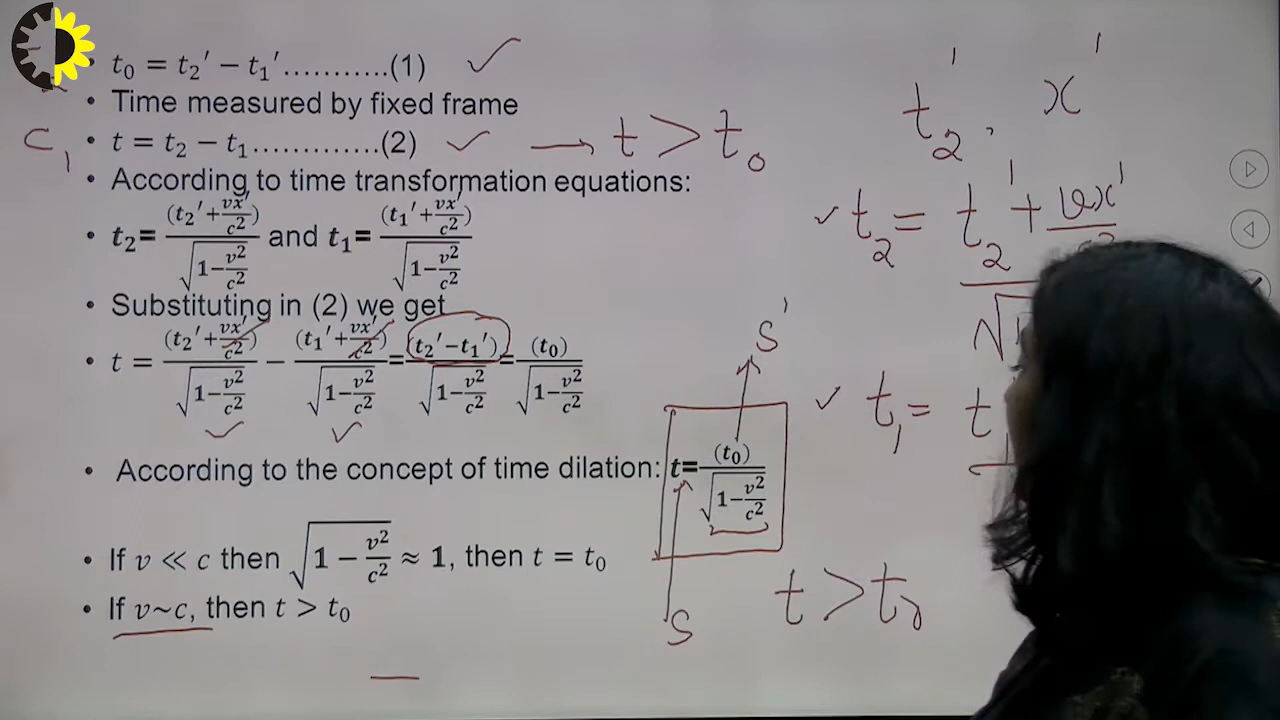 • t₀ = t₂′ − t₁′...........(1) ✓
• Time measured by fixed frame
C₁ • t = t₂ − t₁.............(2) ✓ → t > t₀
• According to time transformation equations:
• t₂= (t₂′+vx′/c²)/√(1−v²/c²) and t₁= (t₁′+vx′/c²)/√(1−v²/c²)
• Substituting in (2) we get
• t = (t₂′+vx′/c²)/√(1−v²/c²) − (t₁′+vx′/c²)/√(1−v²/c²) = (t₂′−t₁′)/√(1−v²/c²) = (t₀)/√(1−v²/c²)
✓ ✓
• According to the concept of time dilation: t= (t₀)/√(1−v²/c²)
• If v ≪ c then √(1 − v²/c²) ≈ 1, then t = t₀
• If v~c, then t > t₀
S′
S
t > t₀
t₂′, x′
✓ t₂ = t₂′ + vx′
✓ t₁ = t